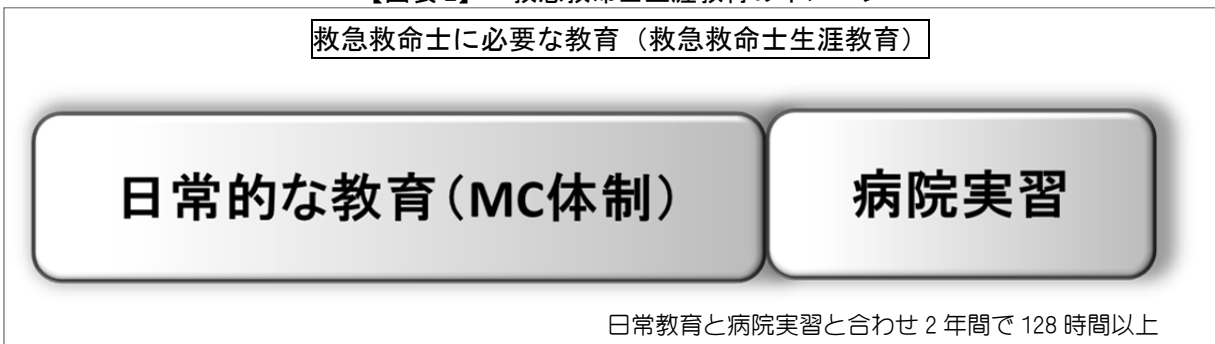 救急救命士に必要な教育(救急救命士生涯教育)
日常的な教育(MC体制)
病院実習
日常教育と病院実習と合わせ2年間で128時間以上